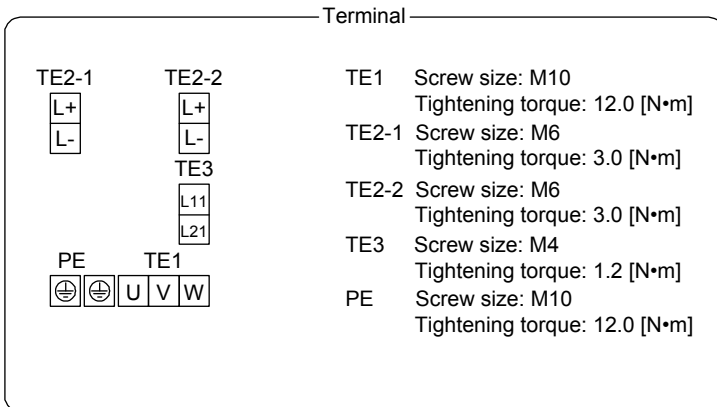 Terminal
TE2-1 TE2-2
L+ L+
L- L-
TE3
L11
L21
PE TE1
U V W
TE1 Screw size: M10
Tightening torque: 12.0 [N•m]
TE2-1 Screw size: M6
Tightening torque: 3.0 [N•m]
TE2-2 Screw size: M6
Tightening torque: 3.0 [N•m]
TE3 Screw size: M4
Tightening torque: 1.2 [N•m]
PE Screw size: M10
Tightening torque: 12.0 [N•m]